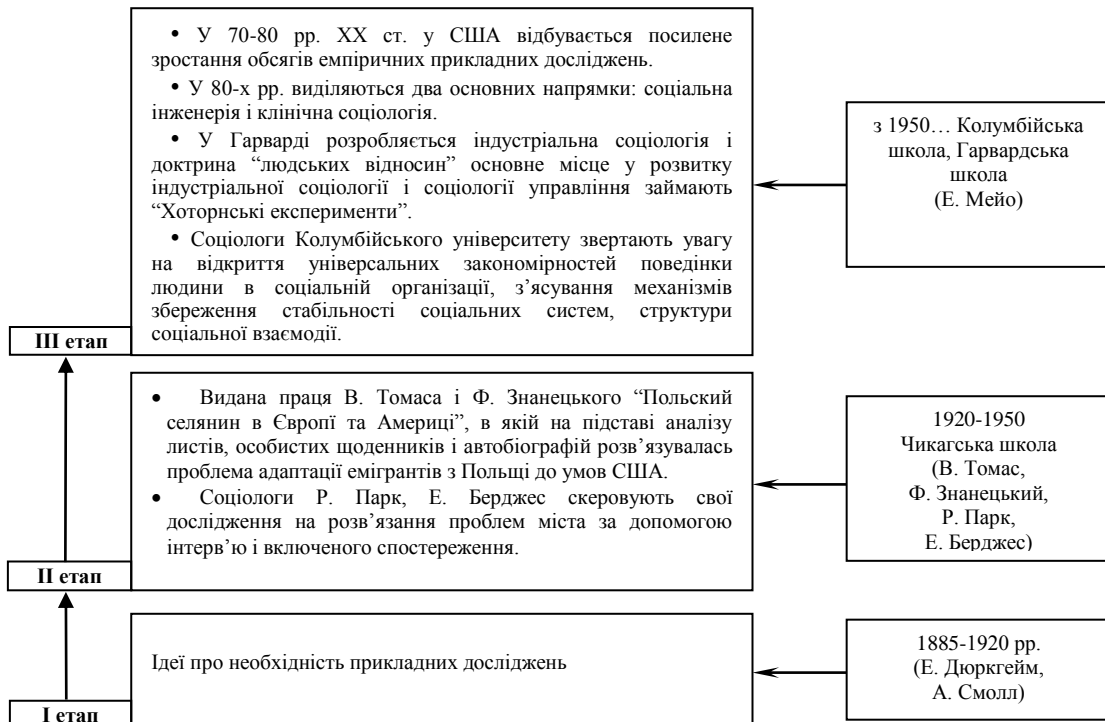 • У 70-80 рр. XX ст. у США відбувається посилене
зростання обсягів емпіричних прикладних досліджень.
• У 80-х рр. виділяються два основних напрямки: соціальна
інженерія і клінічна соціологія.
• У Гарварді розробляється індустріальна соціологія і
доктрина “людських відносин” основне місце у розвитку
індустріальної соціології і соціології управління займають
“Хоторнські експерименти”.
• Соціологи Колумбійського університету звертають увагу
на відкриття універсальних закономірностей поведінки
людини в соціальній організації, з’ясування механізмів
збереження стабільності соціальних систем, структури
соціальної взаємодії.
з 1950… Колумбійська
школа, Гарвардська
школа
(Е. Мейо)
III етап
• Видана праця В. Томаса і Ф. Знанецького “Польский
селянин в Європї та Америці”, в якій на підставі аналізу
листів, особистих щоденників і автобіографій розв’язувалась
проблема адаптації емігрантів з Польщі до умов США.
• Соціологи Р. Парк, Е. Берджес скеровують свої
дослідження на розв’язання проблем міста за допомогою
інтерв’ю і включеного спостереження.
1920-1950
Чикагська школа
(В. Томас,
Ф. Знанецький,
Р. Парк,
Е. Берджес)
II етап
Ідеї про необхідність прикладних досліджень
1885-1920 рр.
(Е. Дюркгейм,
А. Смолл)
I етап